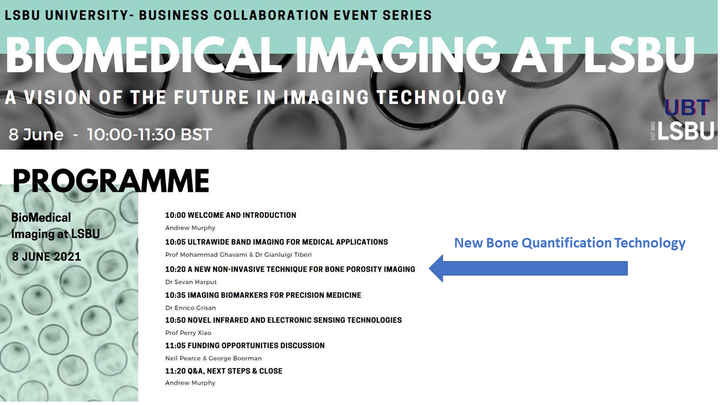 LSBU UNIVERSITY- BUSINESS COLLABORATION EVENT SERIES
BIOMEDICAL IMAGING AT LSBU
A VISION OF THE FUTURE IN IMAGING TECHNOLOGY
8 June - 10:00-11:30 BST
UBT
LSBU
PROGRAMME
BioMedical
Imaging at LSBU
8 JUNE 2021
10:00 WELCOME AND INTRODUCTION
Andrew Murphy
10:05 ULTRAWIDE BAND IMAGING FOR MEDICAL APPLICATIONS
Prof Mohammad Ghavami & Dr Gianluigi Tiberi
10:20 A NEW NON-INVASIVE TECHNIQUE FOR BONE POROSITY IMAGING
Dr Sevan Harput
10:35 IMAGING BIOMARKERS FOR PRECISION MEDICINE
Dr Enrico Grisan
10:50 NOVEL INFRARED AND ELECTRONIC SENSING TECHNOLOGIES
Prof Perry Xiao
11:05 FUNDING OPPORTUNITIES DISCUSSION
Neil Pearce & George Boorman
11:20 Q&A, NEXT STEPS & CLOSE
Andrew Murphy
New Bone Quantification Technology